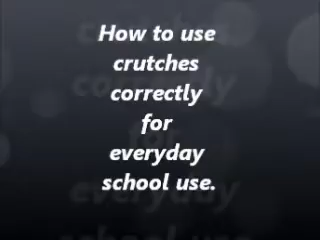 How to use
crutches
correctly
for
everyday
school use.